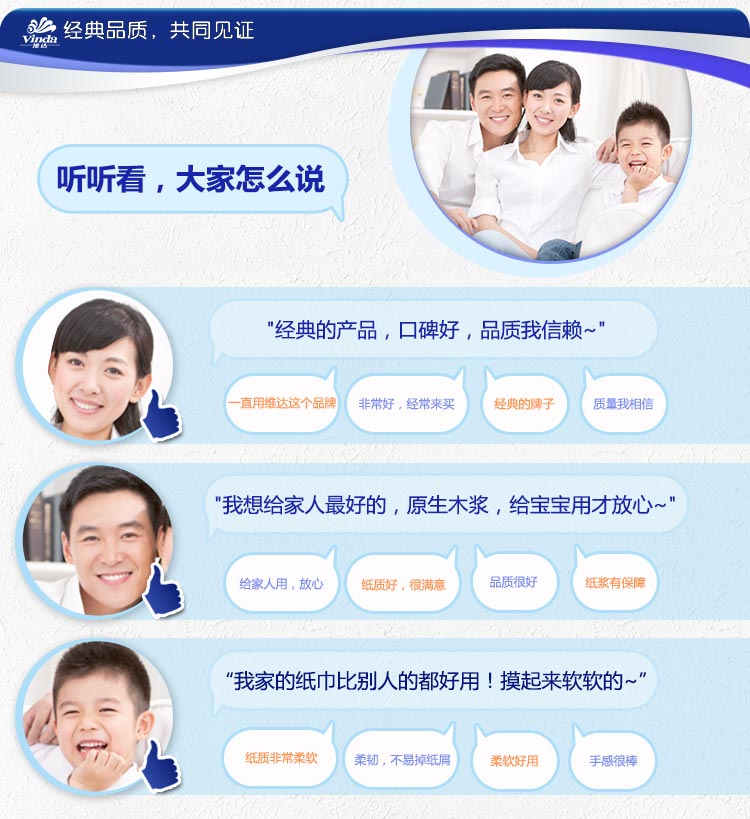 Vinda
维达
经典品质，共同见证
听听看，大家怎么说
"经典的产品，口碑好，品质我信赖~"
一直用维达这个品牌
非常好，经常来买
经典的牌子
质量我相信
"我想给家人最好的，原生木浆，给宝宝用才放心~"
给家人用，放心
纸质好，很满意
品质很好
纸浆有保障
“我家的纸巾比别人的都好用！摸起来软软的~”
纸质非常柔软
柔韧，不易掉纸屑
柔软好用
手感很棒